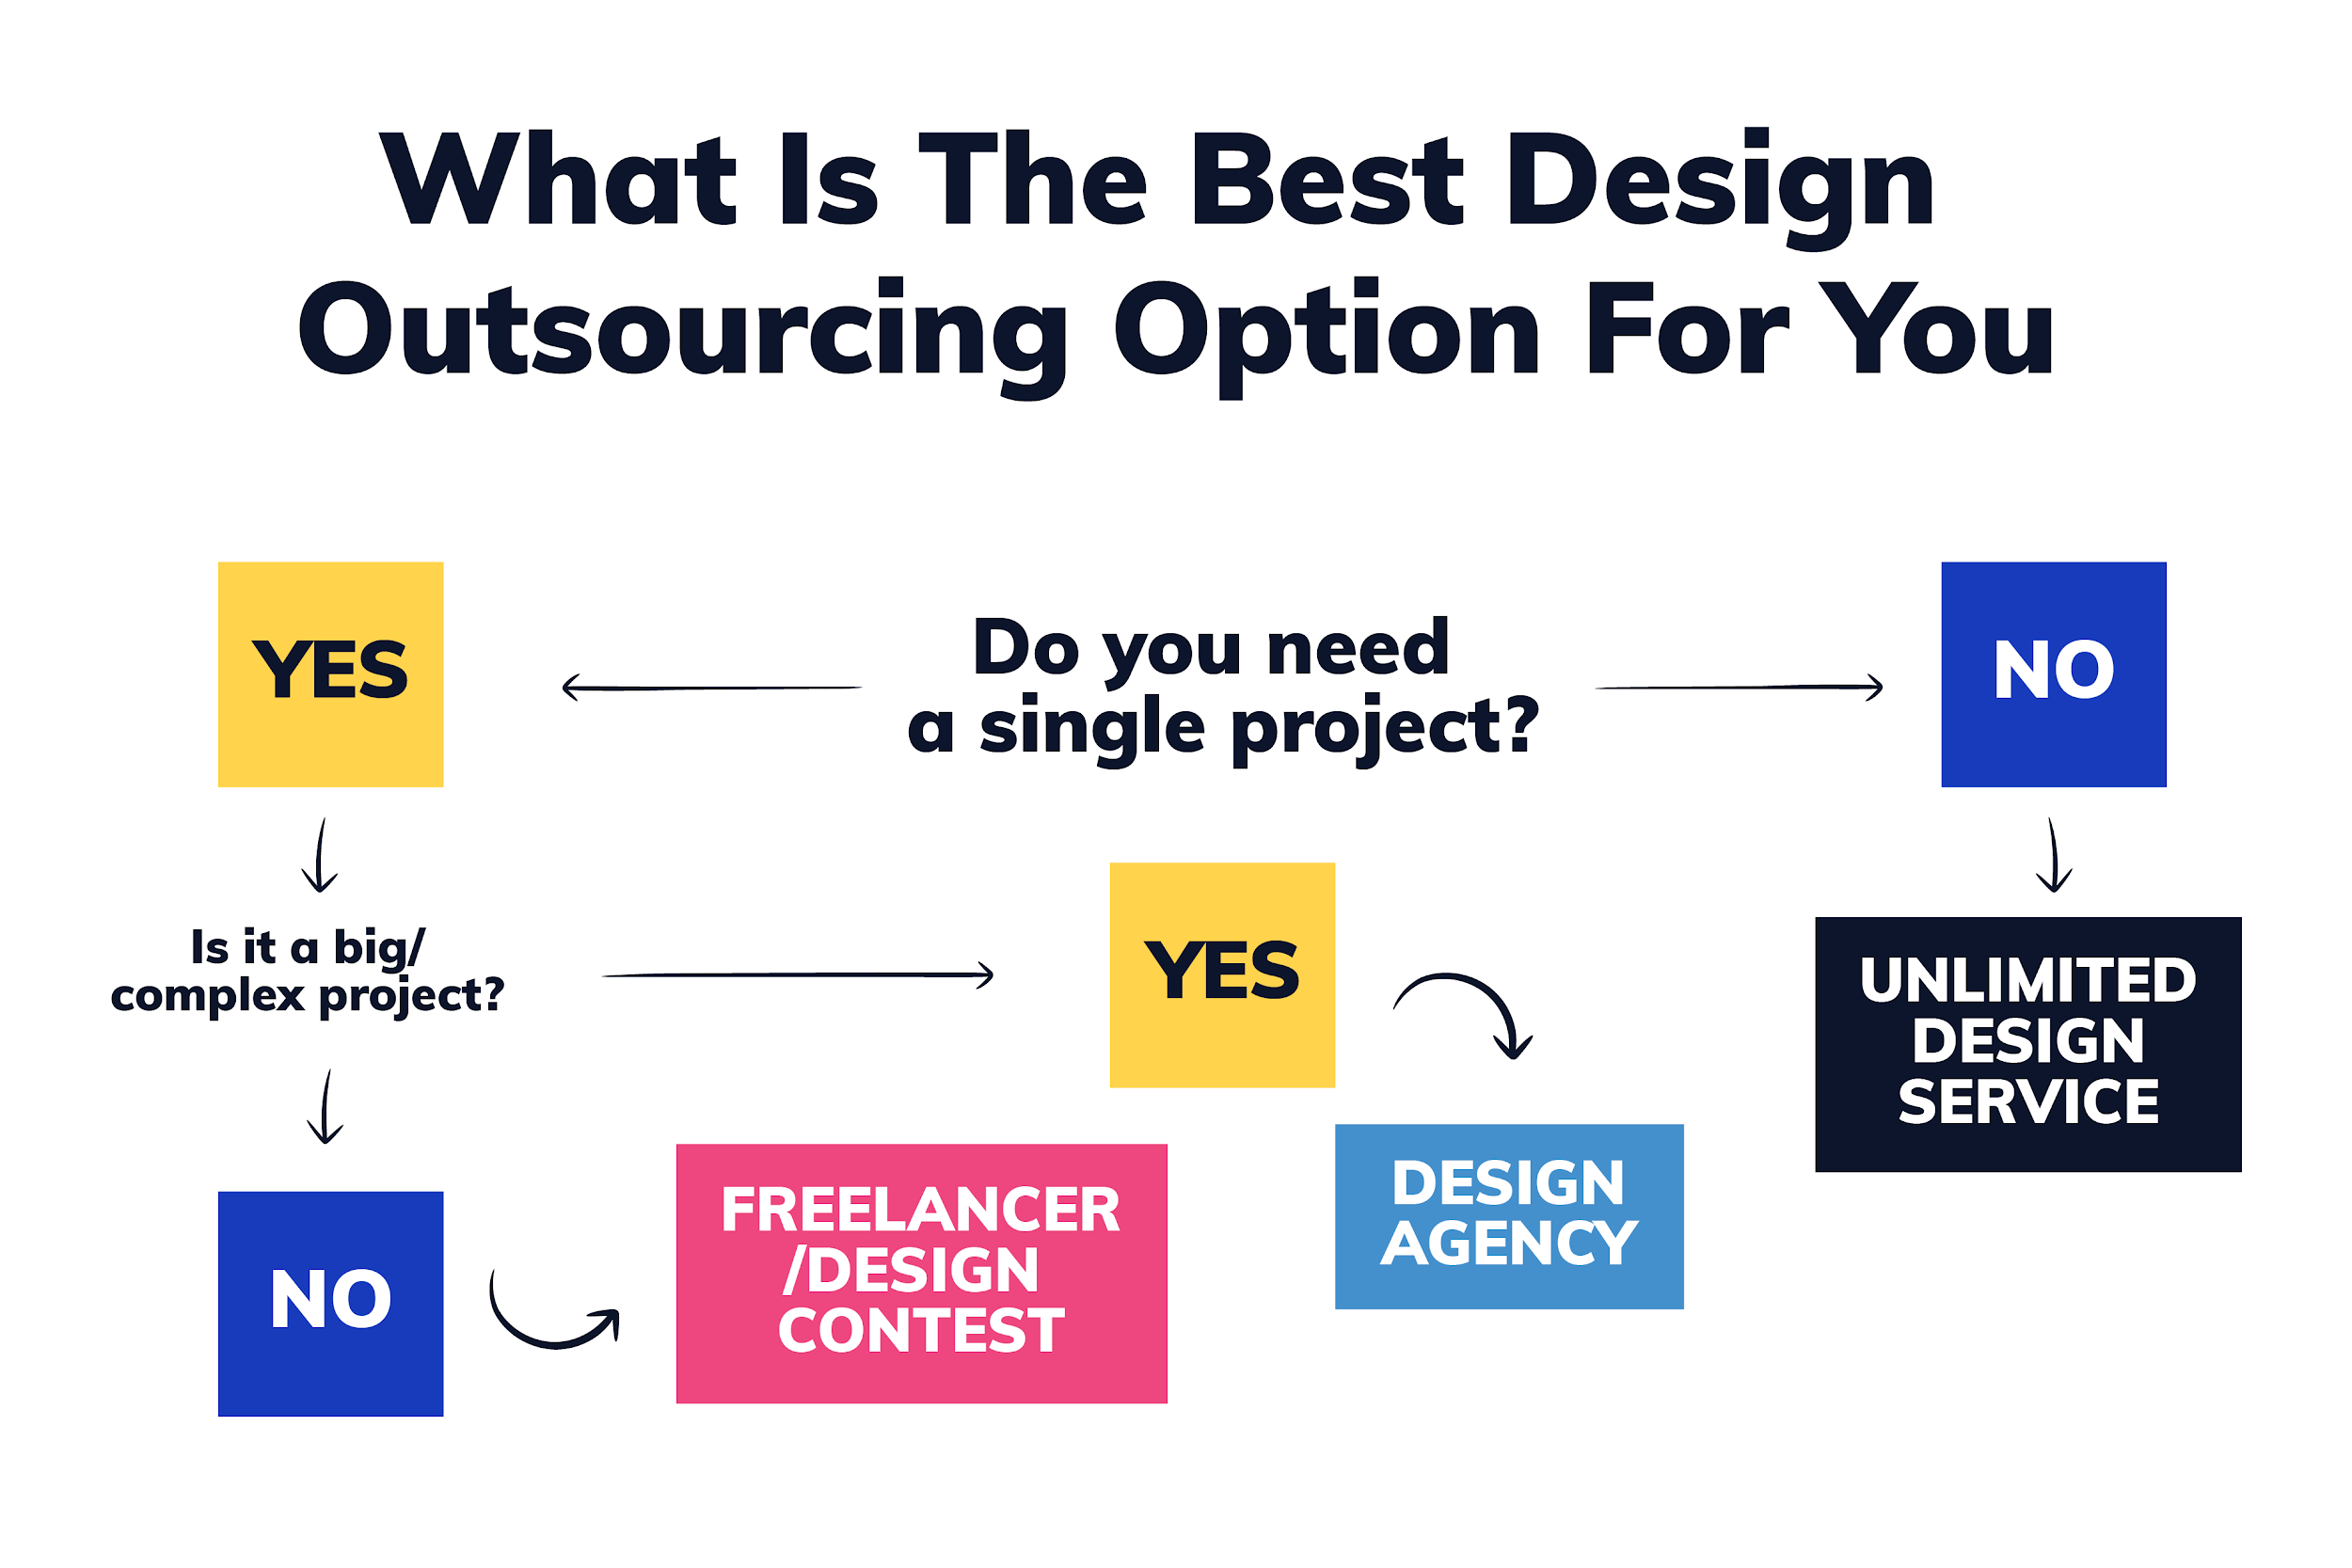 What Is The Best Design
Outsourcing Option For You
YES
Do you need
a single project?
NO
Is it a big/
complex project?
YES
UNLIMITED
DESIGN
SERVICE
NO
FREELANCER
/DESIGN
CONTEST
DESIGN
AGENCY